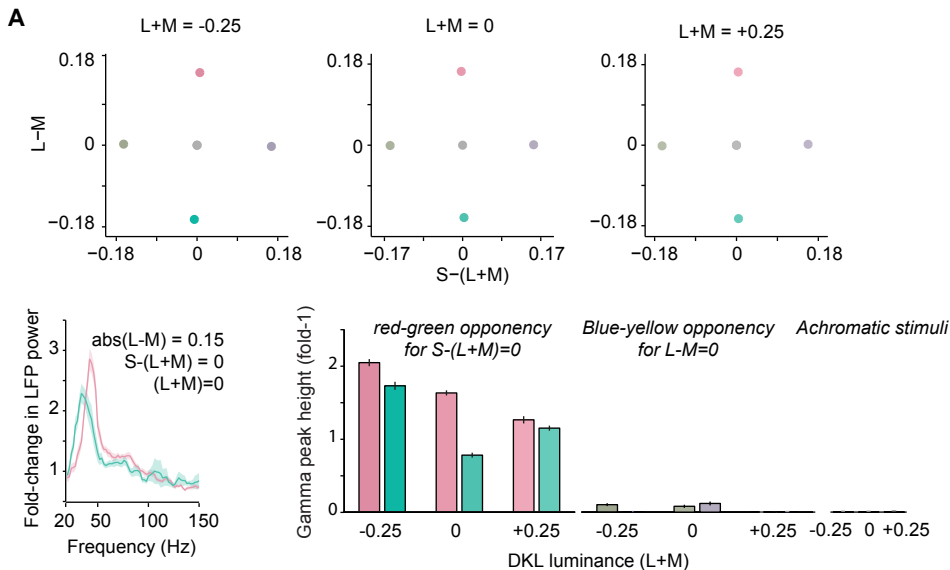 A
L+M = -0.25
L+M = 0
L+M = +0.25
0.18
0
−0.18
L−M
−0.18
0
0.18
0.18
0
−0.18
−0.17
0
0.17
S−(L+M)
0.18
0
−0.18
−0.18
0
0.18
Fold-change in LFP power
3
2
1
abs(L-M) = 0.15
S-(L+M) = 0
(L+M)=0
20
50
100
150
Frequency (Hz)
Gamma peak height (fold-1)
2
1
0
red-green opponency
for S-(L+M)=0
Blue-yellow opponency
for L-M=0
Achromatic stimuli
-0.25
0
+0.25
-0.25
0
+0.25
-0.25
0
+0.25
DKL luminance (L+M)